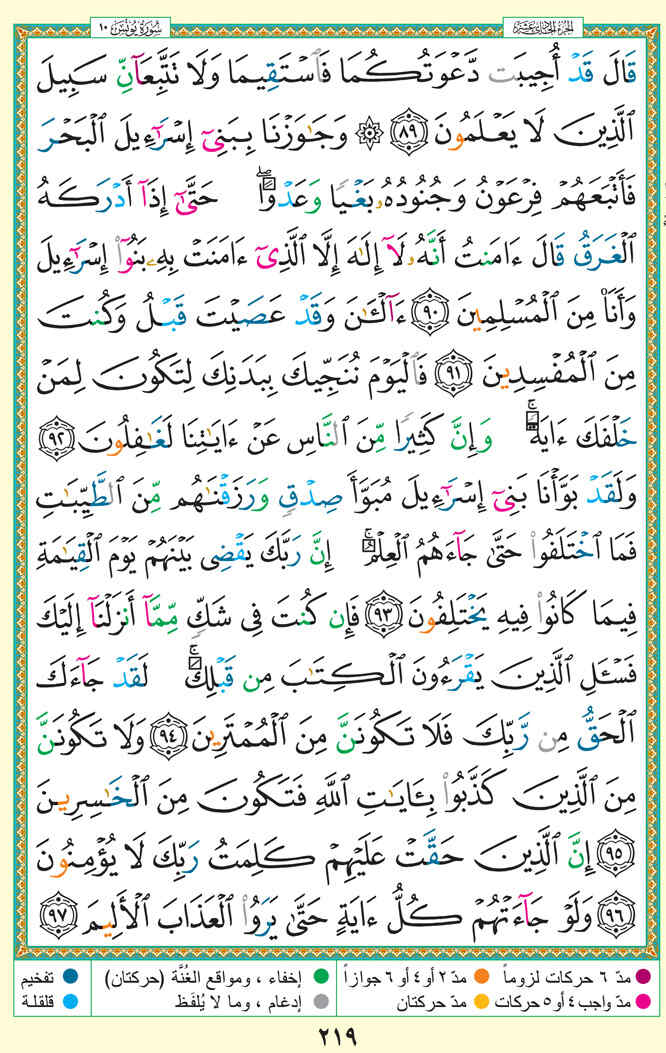 سُورَةُ يُونُسَ ١٠
الجزء الحادي عشر
قَالَ قَدْ أُجِيبَت دَّعْوَتُكُمَا فَٱسْتَقِيمَا وَلَا تَتَّبِعَآنِّ سَبِيلَ
ٱلَّذِينَ لَا يَعْلَمُونَ ٨٩ ۞ وَجَٰوَزْنَا بِبَنِىٓ إِسْرَٰٓءِيلَ ٱلْبَحْرَ
فَأَتْبَعَهُمْ فِرْعَوْنُ وَجُنُودُهُۥ بَغْيًا وَعَدْوًاۖ حَتَّىٰٓ إِذَآ أَدْرَكَهُ
ٱلْغَرَقُ قَالَ ءَامَنتُ أَنَّهُۥ لَآ إِلَٰهَ إِلَّا ٱلَّذِىٓ ءَامَنَتْ بِهِۦ بَنُوٓا۟ إِسْرَٰٓءِيلَ
وَأَنَا۠ مِنَ ٱلْمُسْلِمِينَ ٩٠ ءَآلْـَٰٔنَ وَقَدْ عَصَيْتَ قَبْلُ وَكُنتَ
مِنَ ٱلْمُفْسِدِينَ ٩١ فَٱلْيَوْمَ نُنَجِّيكَ بِبَدَنِكَ لِتَكُونَ لِمَنْ
خَلْفَكَ ءَايَةًۚ وَإِنَّ كَثِيرًا مِّنَ ٱلنَّاسِ عَنْ ءَايَٰتِنَا لَغَٰفِلُونَ ٩٢
وَلَقَدْ بَوَّأْنَا بَنِىٓ إِسْرَٰٓءِيلَ مُبَوَّأَ صِدْقٍ وَرَزَقْنَٰهُم مِّنَ ٱلطَّيِّبَٰتِ
فَمَا ٱخْتَلَفُوا۟ حَتَّىٰ جَآءَهُمُ ٱلْعِلْمُۚ إِنَّ رَبَّكَ يَقْضِى بَيْنَهُمْ يَوْمَ ٱلْقِيَٰمَةِ
فِيمَا كَانُوا۟ فِيهِ يَخْتَلِفُونَ ٩٣ فَإِن كُنتَ فِى شَكٍّ مِّمَّآ أَنزَلْنَآ إِلَيْكَ
فَسْـَٔلِ ٱلَّذِينَ يَقْرَءُونَ ٱلْكِتَٰبَ مِن قَبْلِكَۚ لَقَدْ جَآءَكَ
ٱلْحَقُّ مِن رَّبِّكَ فَلَا تَكُونَنَّ مِنَ ٱلْمُمْتَرِينَ ٩٤ وَلَا تَكُونَنَّ
مِنَ ٱلَّذِينَ كَذَّبُوا۟ بِـَٔايَٰتِ ٱللَّهِ فَتَكُونَ مِنَ ٱلْخَٰسِرِينَ
٩٥ إِنَّ ٱلَّذِينَ حَقَّتْ عَلَيْهِمْ كَلِمَتُ رَبِّكَ لَا يُؤْمِنُونَ
٩٦ وَلَوْ جَآءَتْهُمْ كُلُّ ءَايَةٍ حَتَّىٰ يَرَوُا۟ ٱلْعَذَابَ ٱلْأَلِيمَ ٩٧
مدّ ٦ حركات لزوماً
مدّ ٢ أو ٤ أو ٦ جوازاً
إخفاء ، ومواقع الغُنَّة (حركتان)
تفخيم
مدّ واجب ٤ أو ٥ حركات
مدّ حركتان
إدغام ، وما لا يُلفَظ
قلقلة
٢١٩